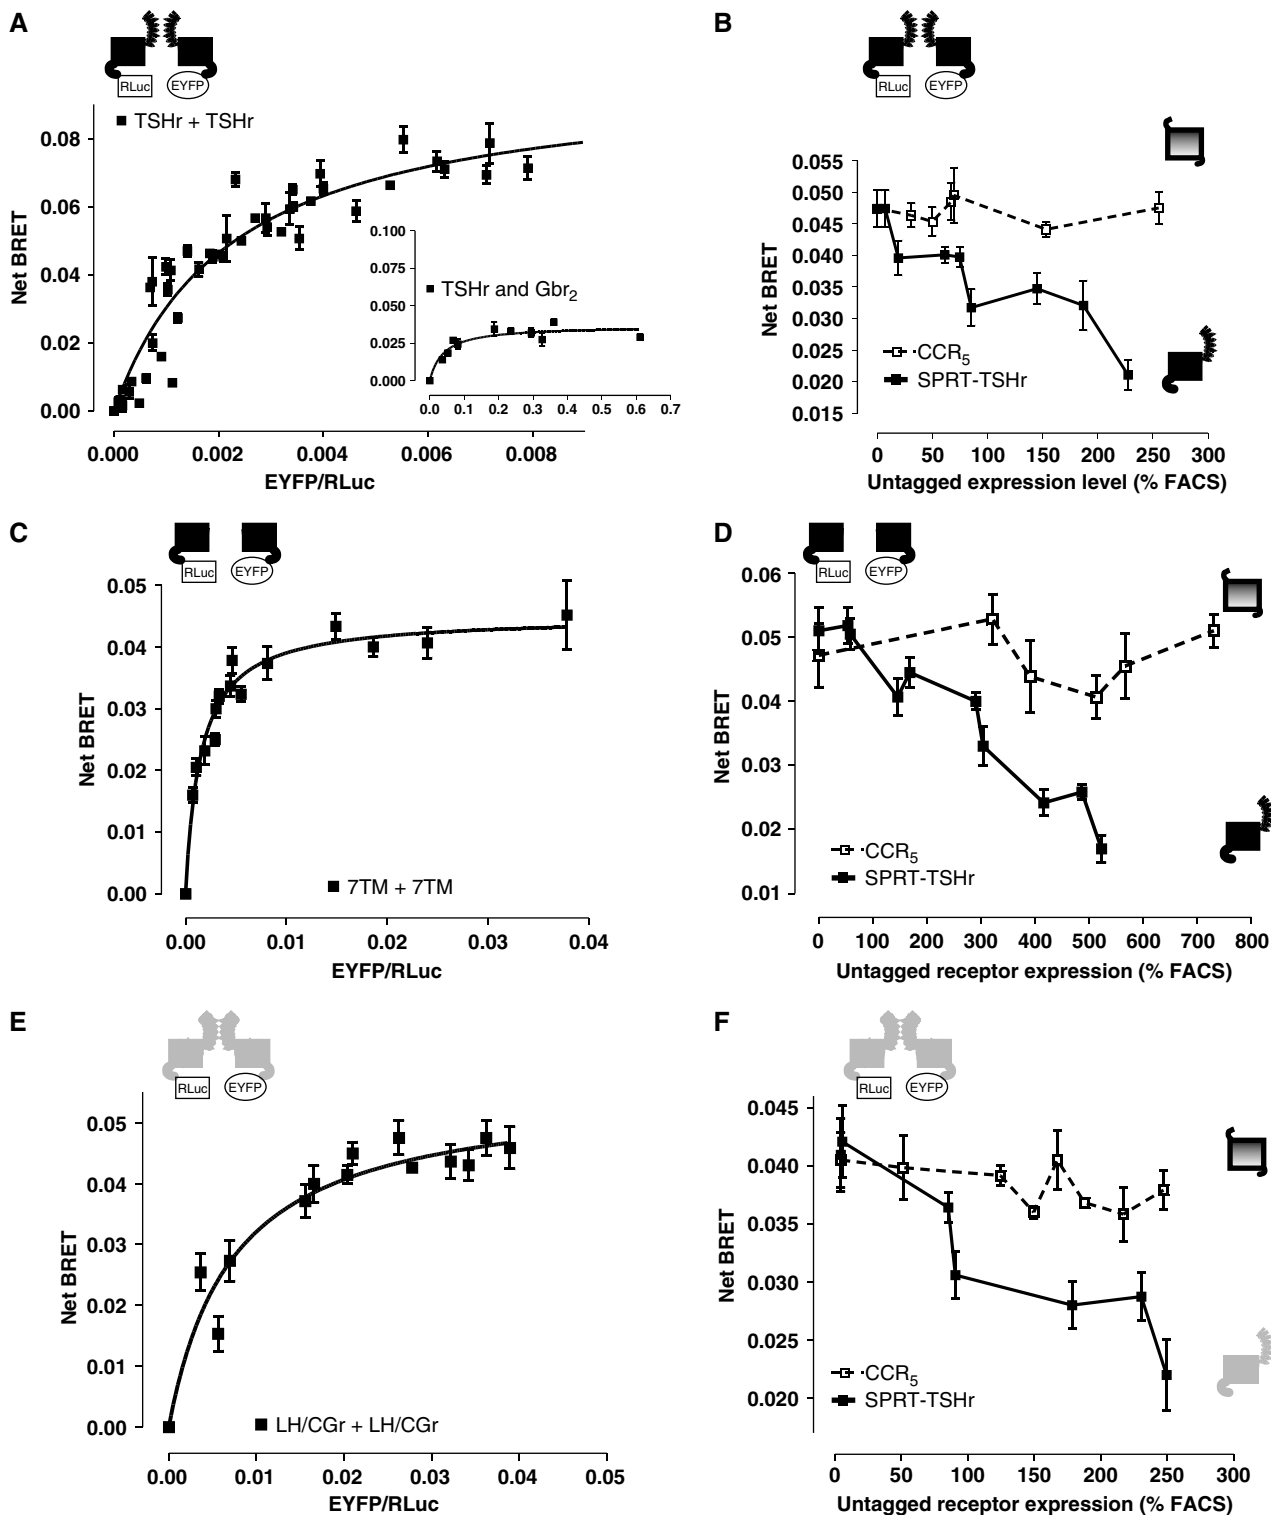 A
RLuc
EYFP
TSHr + TSHr
Net BRET
0.08
0.06
0.04
0.02
0.00
0.000
0.002
0.004
0.006
0.008
EYFP/RLuc
0.100
0.075
0.050
0.025
0.000
TSHr and Gbr2
0.0
0.1
0.2
0.3
0.4
0.5
0.6
0.7
B
RLuc
EYFP
Net BRET
0.055
0.050
0.045
0.040
0.035
0.030
0.025
0.020
0.015
CCR5
SPRT-TSHr
0
50
100
150
200
250
300
Untagged expression level (% FACS)
C
RLuc
EYFP
Net BRET
0.05
0.04
0.03
0.02
0.01
0.00
7TM + 7TM
0.00
0.01
0.02
0.03
0.04
EYFP/RLuc
D
RLuc
EYFP
Net BRET
0.06
0.05
0.04
0.03
0.02
0.01
CCR5
SPRT-TSHr
0
100
200
300
400
500
600
700
800
Untagged receptor expression (% FACS)
E
RLuc
EYFP
Net BRET
0.05
0.04
0.03
0.02
0.01
0.00
LH/CGr + LH/CGr
0.00
0.01
0.02
0.03
0.04
0.05
EYFP/RLuc
F
RLuc
EYFP
Net BRET
0.045
0.040
0.035
0.030
0.025
0.020
CCR5
SPRT-TSHr
0
50
100
150
200
250
300
Untagged receptor expression (% FACS)